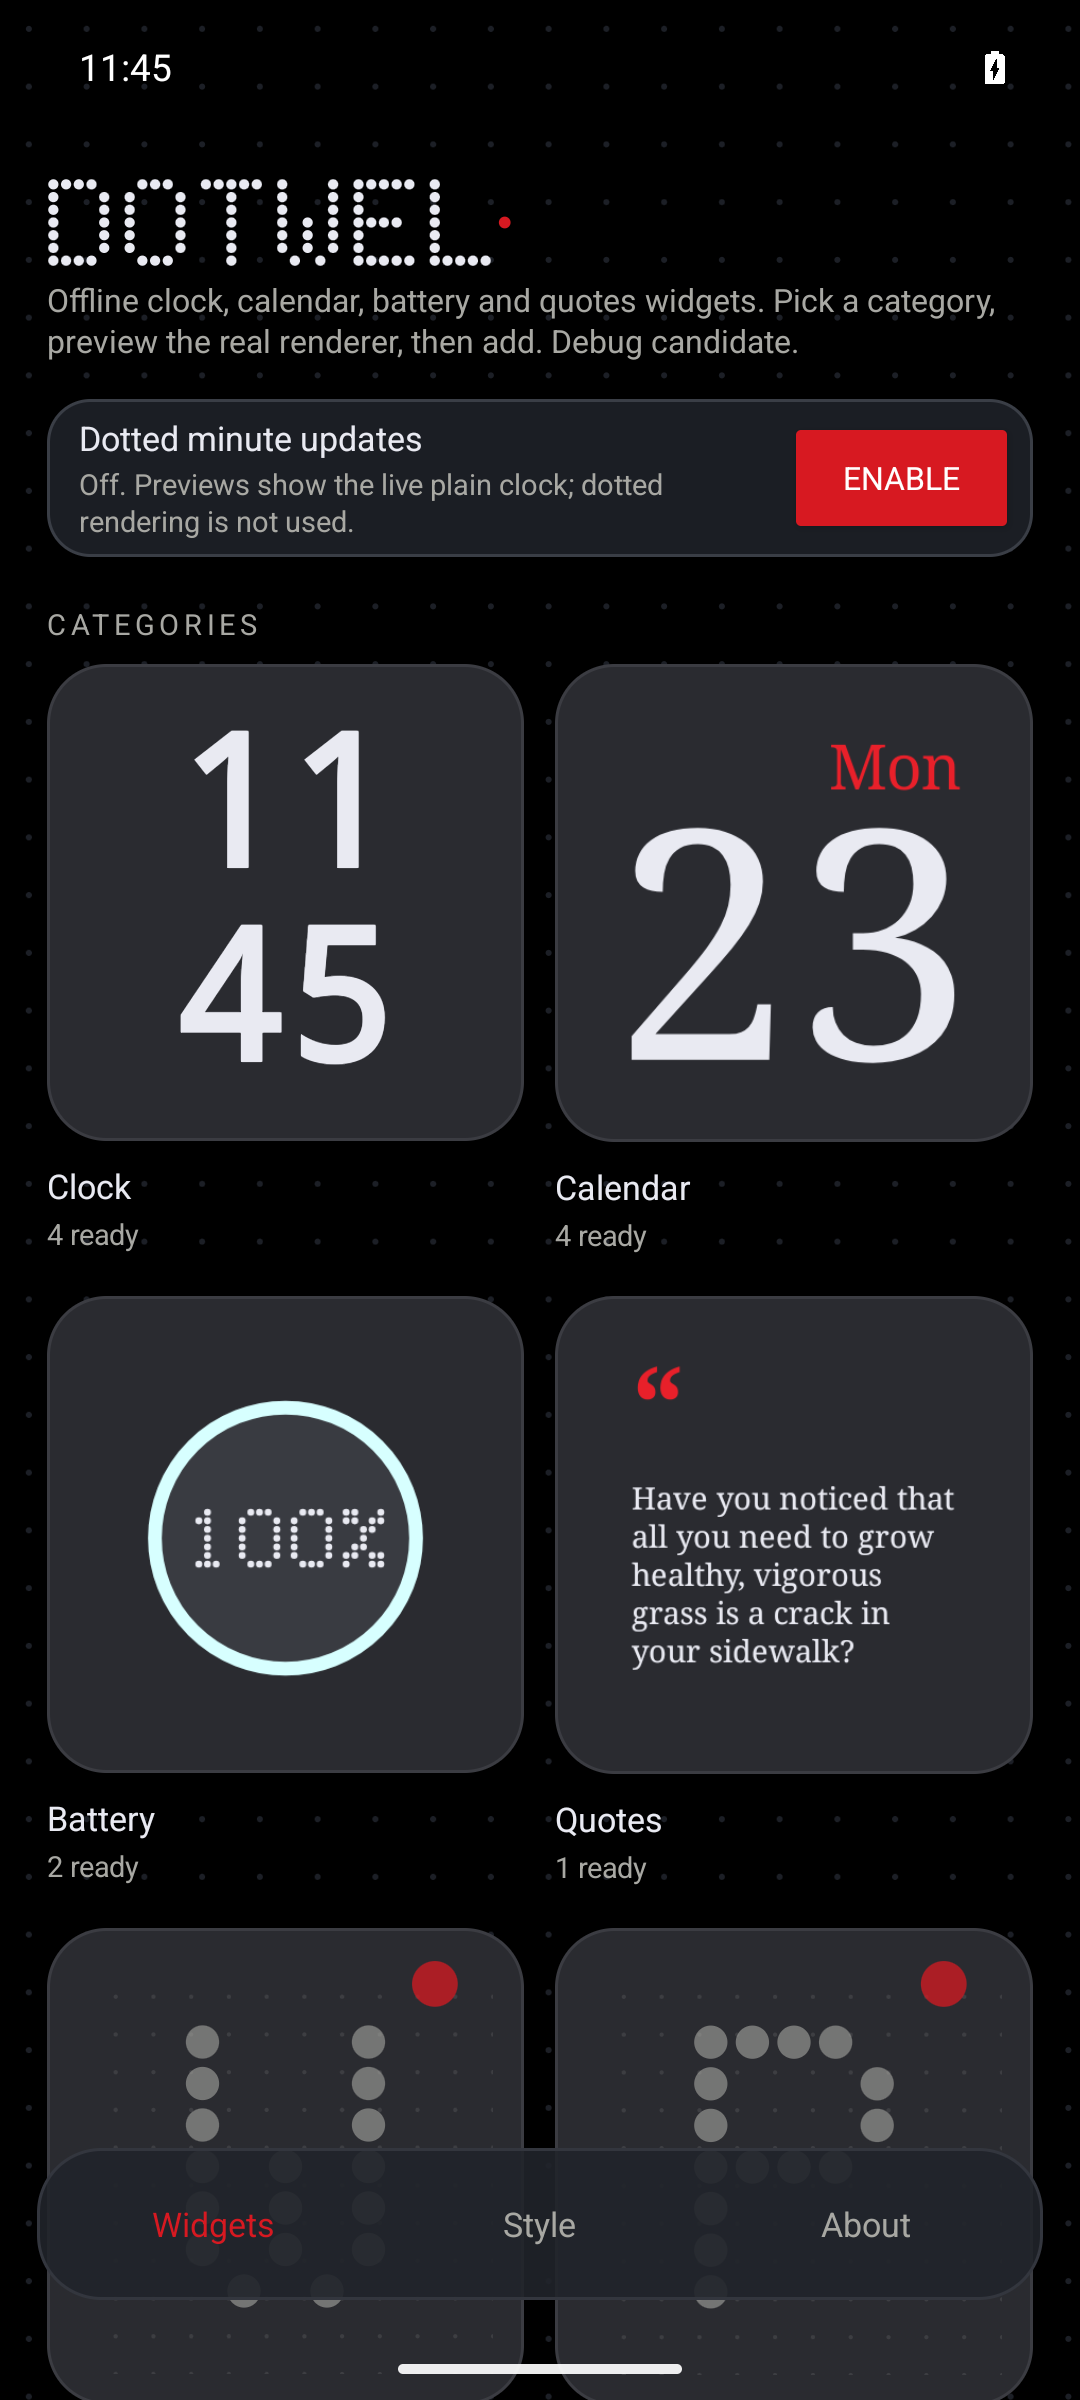 11:45
DOTWEL
Offline clock, calendar, battery and quotes widgets. Pick a category,
preview the real renderer, then add. Debug candidate.
Dotted minute updates
Off. Previews show the live plain clock; dotted
rendering is not used.
ENABLE
CATEGORIES
11
45
Mon
23
Clock
4 ready
Calendar
4 ready
100%
“
Have you noticed that
all you need to grow
healthy, vigorous
grass is a crack in
your sidewalk?
Battery
2 ready
Quotes
1 ready
W
P
Widgets
Style
About